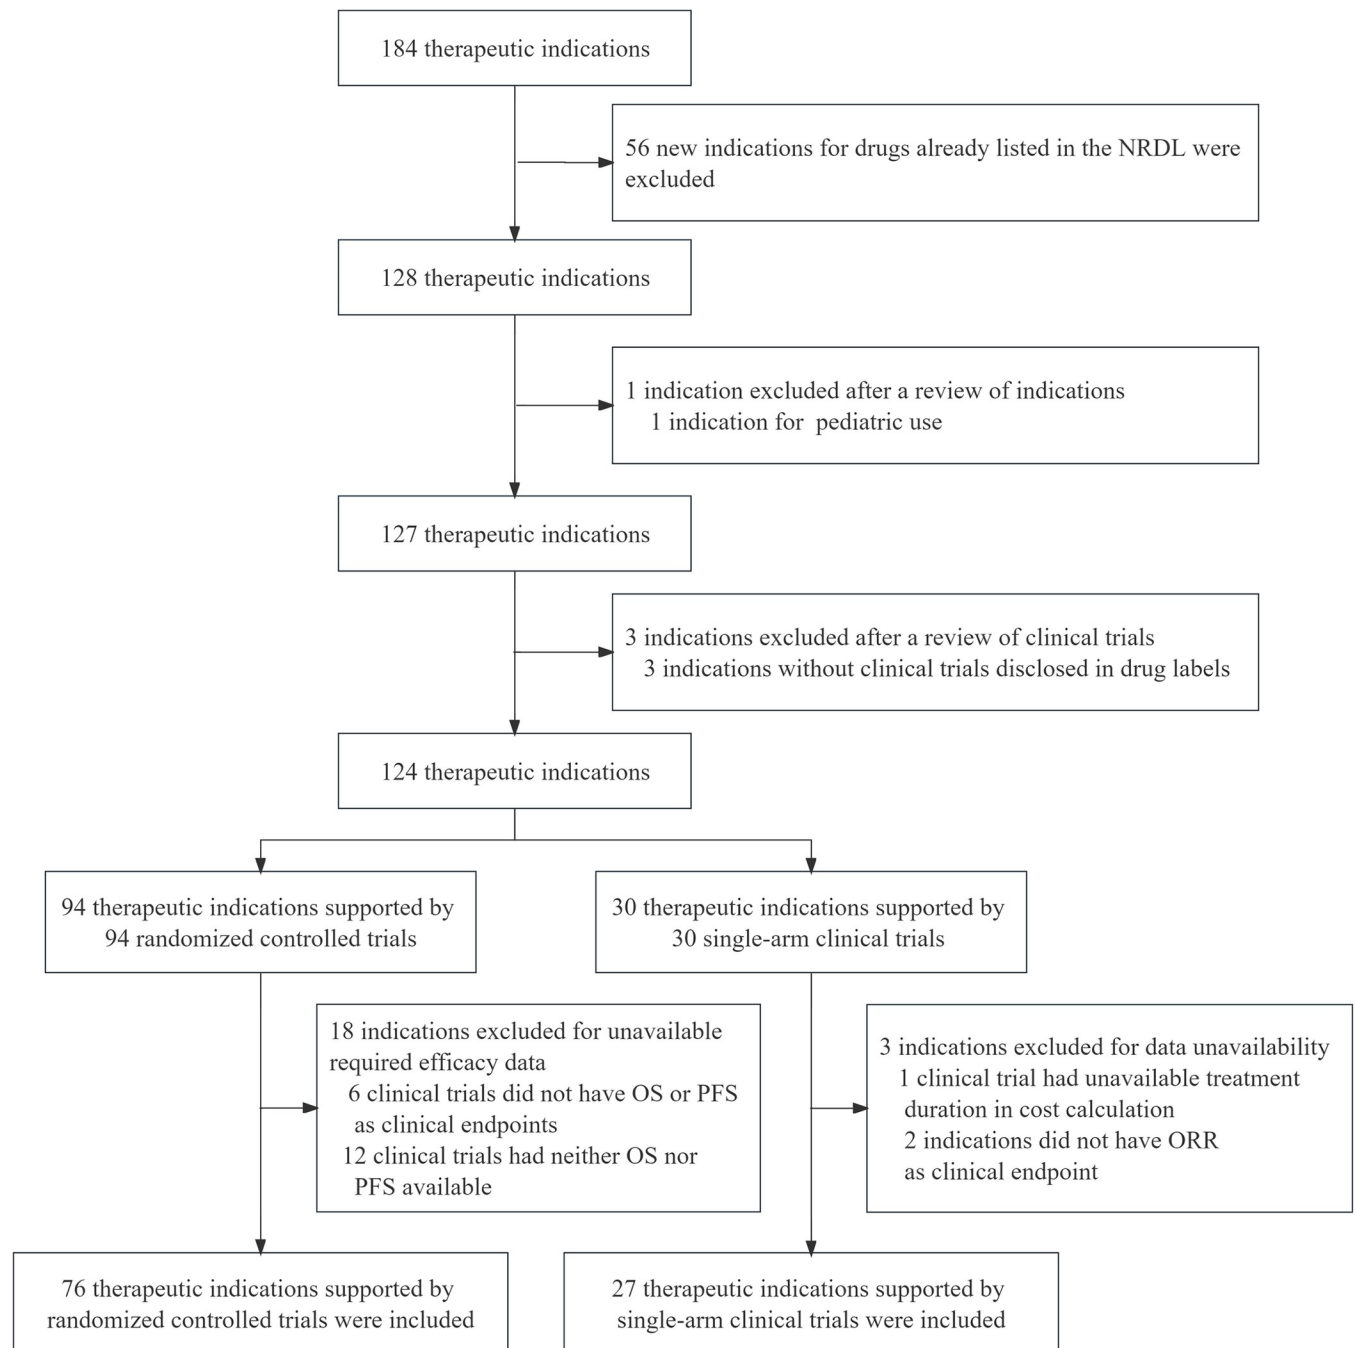 184 therapeutic indications
56 new indications for drugs already listed in the NRDL were
excluded
128 therapeutic indications
1 indication excluded after a review of indications
1 indication for pediatric use
127 therapeutic indications
3 indications excluded after a review of clinical trials
3 indications without clinical trials disclosed in drug labels
124 therapeutic indications
94 therapeutic indications supported by
94 randomized controlled trials
30 therapeutic indications supported by
30 single-arm clinical trials
18 indications excluded for unavailable
required efficacy data
6 clinical trials did not have OS or PFS
as clinical endpoints
12 clinical trials had neither OS nor
PFS available
3 indications excluded for data unavailability
1 clinical trial had unavailable treatment
duration in cost calculation
2 indications did not have ORR
as clinical endpoint
76 therapeutic indications supported by
randomized controlled trials were included
27 therapeutic indications supported by
single-arm clinical trials were included